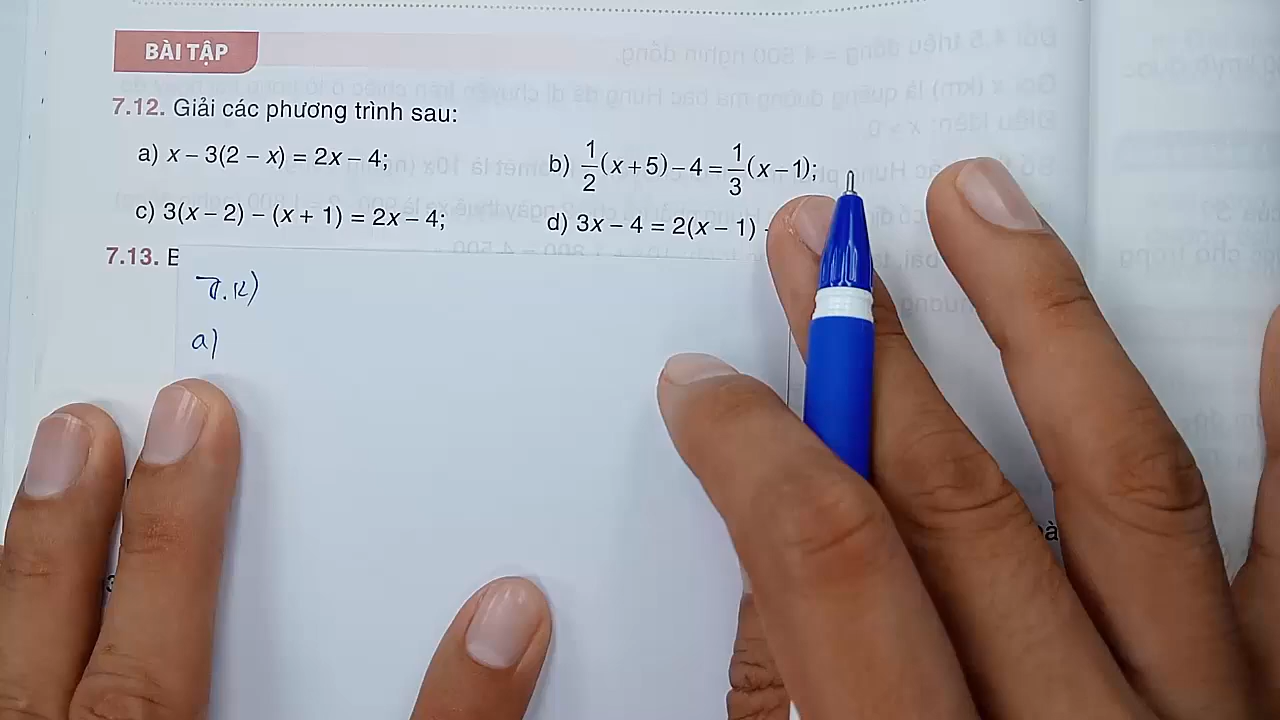 BÀI TẬP
7.12. Giải các phương trình sau:
a) x – 3(2 – x) = 2x – 4;
b) 1/2(x + 5) – 4 = 1/3(x – 1);
c) 3(x – 2) – (x + 1) = 2x – 4;
d) 3x – 4 = 2(x – 1)
7.13.
7.12)
a)